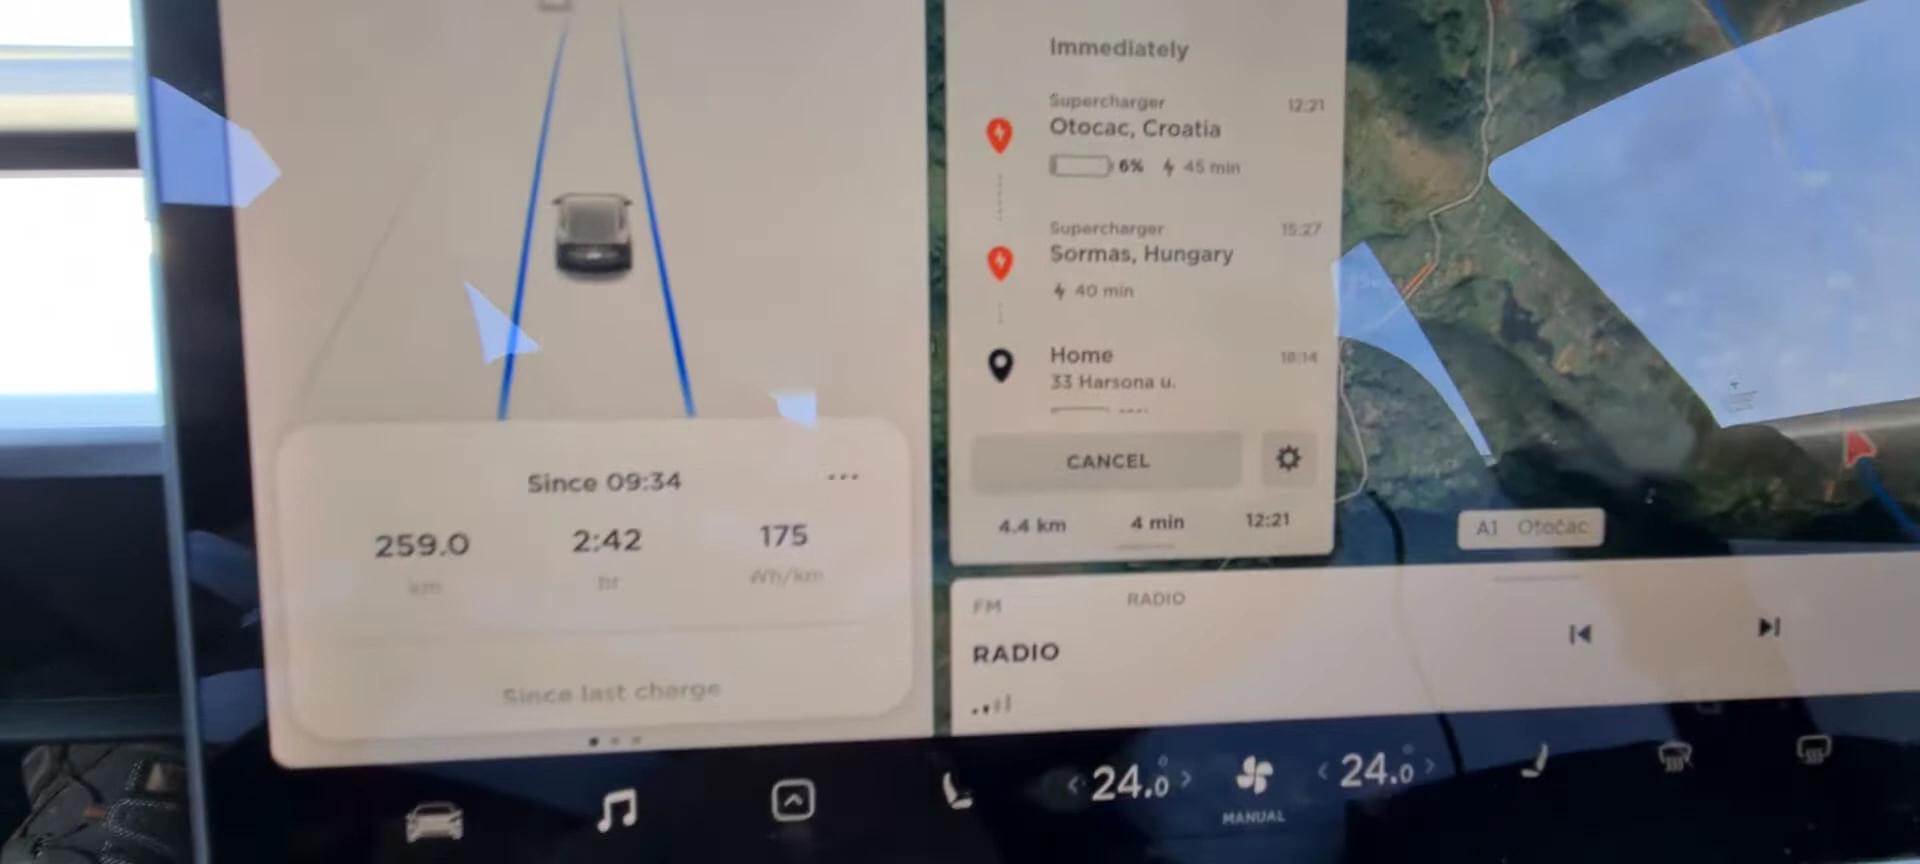 Immediately
Supercharger 12:21
Otocac, Croatia
6% 45 min
Supercharger 15:27
Sormas, Hungary
40 min
Home 18:14
33 Harsona u.
CANCEL
4.4 km 4 min 12:21
Since 09:34
259.0 2:42 175
km hr Wh/km
Since last charge
A1 Otočac
FM RADIO
RADIO
24.0 24.0
MANUAL